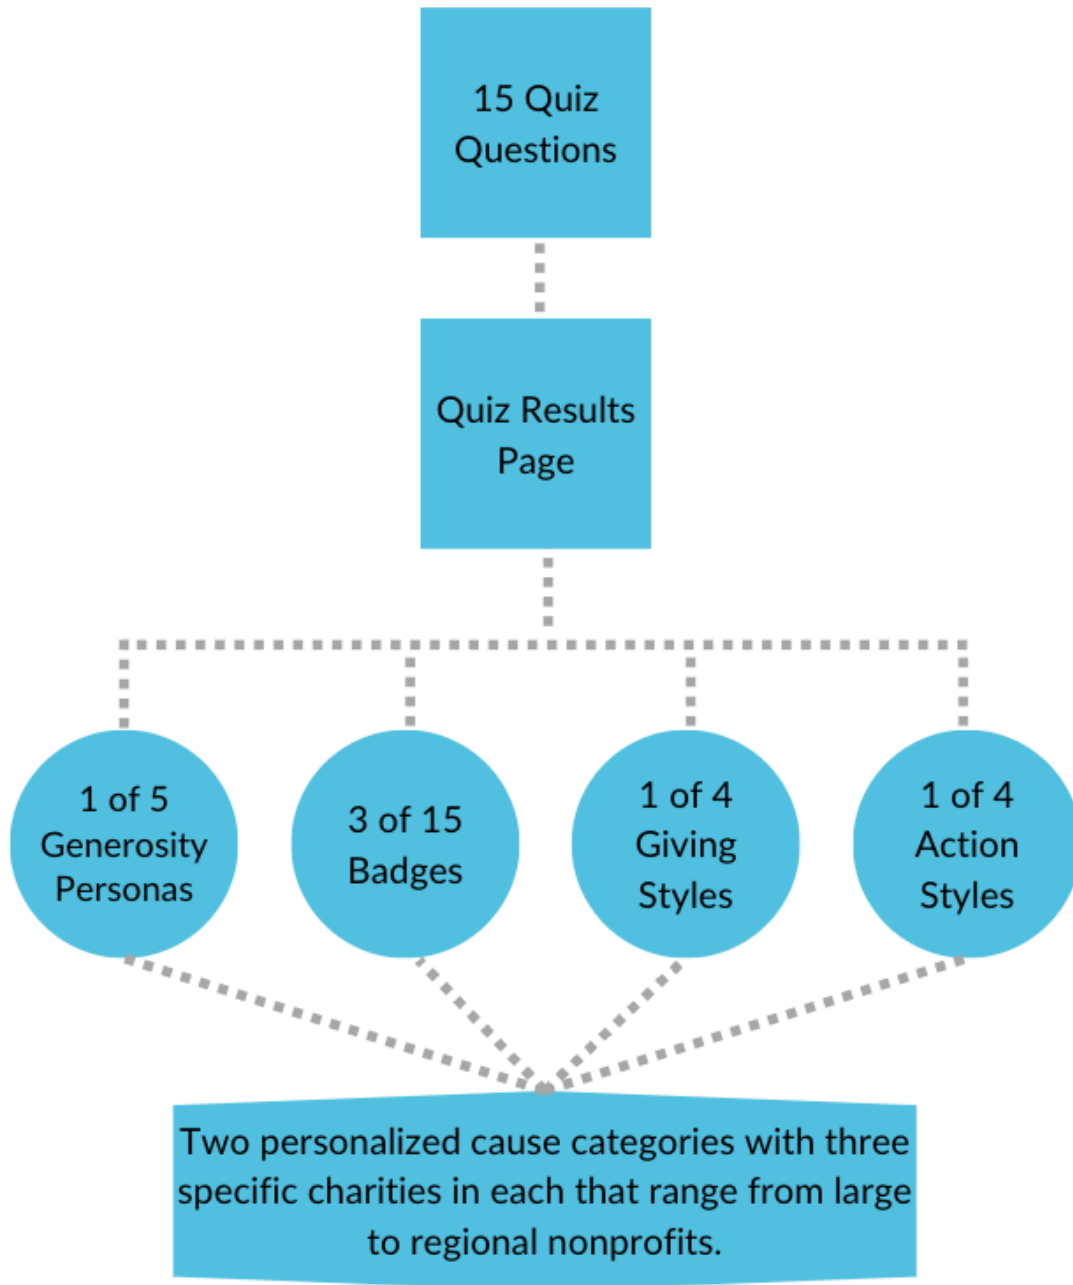 15 Quiz
Questions
Quiz Results
Page
1 of 5
Generosity
Personas
3 of 15
Badges
1 of 4
Giving
Styles
1 of 4
Action
Styles
Two personalized cause categories with three
specific charities in each that range from large
to regional nonprofits.